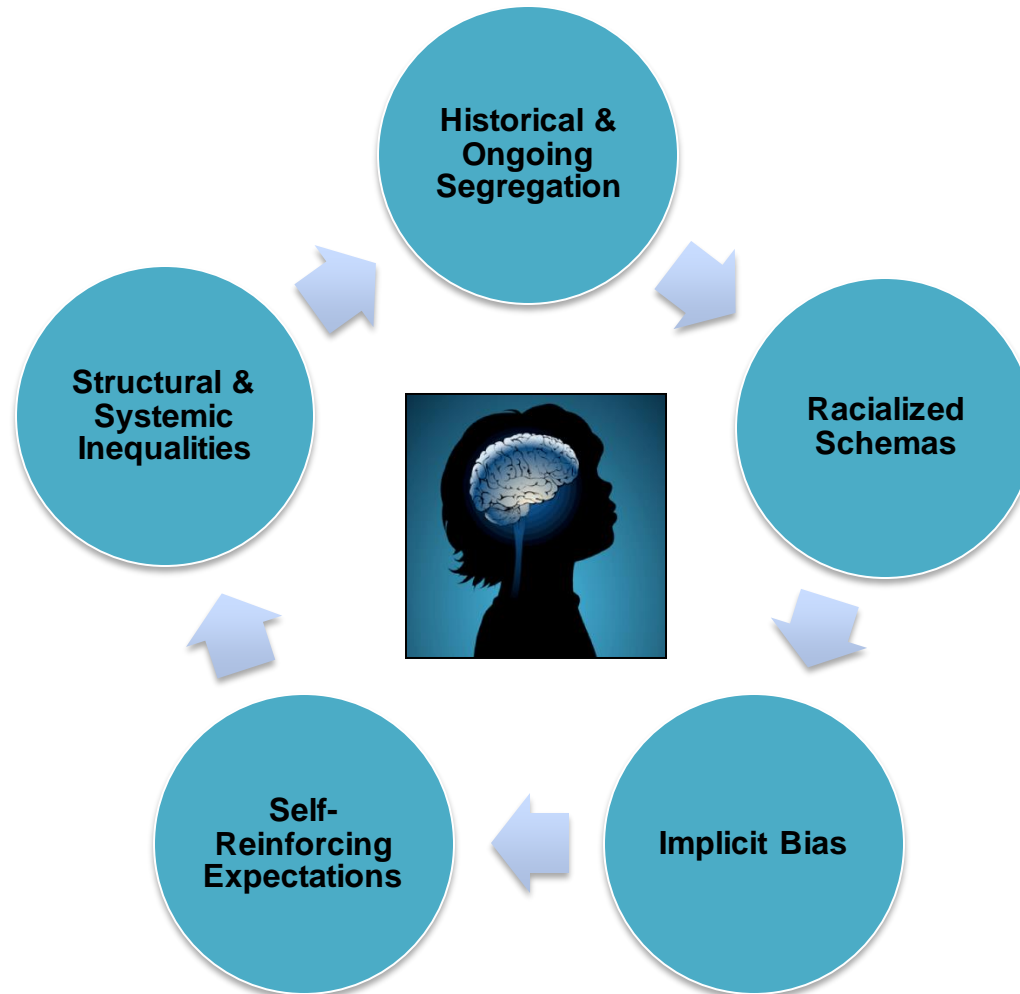 Historical &
Ongoing
Segregation
Racialized
Schemas
Implicit Bias
Self-
Reinforcing
Expectations
Structural &
Systemic
Inequalities